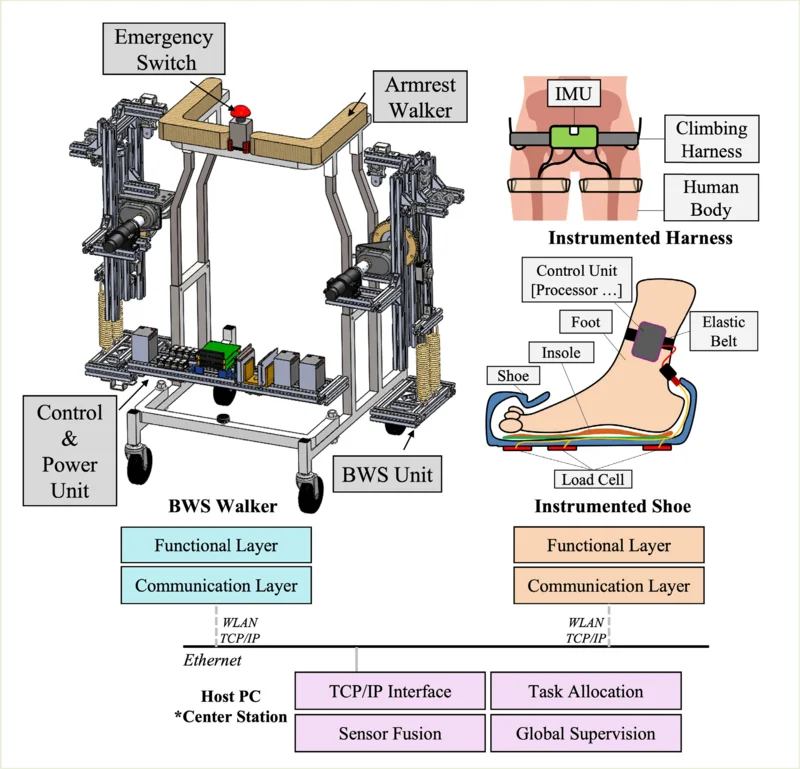 Emergency
Switch
Armrest
Walker
Control
&
Power
Unit
BWS Unit
BWS Walker
IMU
Climbing
Harness
Human
Body
Instrumented Harness
Control Unit
[Processor ...]
Foot
Elastic
Belt
Insole
Shoe
Load Cell
Instrumented Shoe
Functional Layer
Communication Layer
Functional Layer
Communication Layer
WLAN
TCP/IP
WLAN
TCP/IP
Ethernet
Host PC
*Center Station
TCP/IP Interface
Task Allocation
Sensor Fusion
Global Supervision